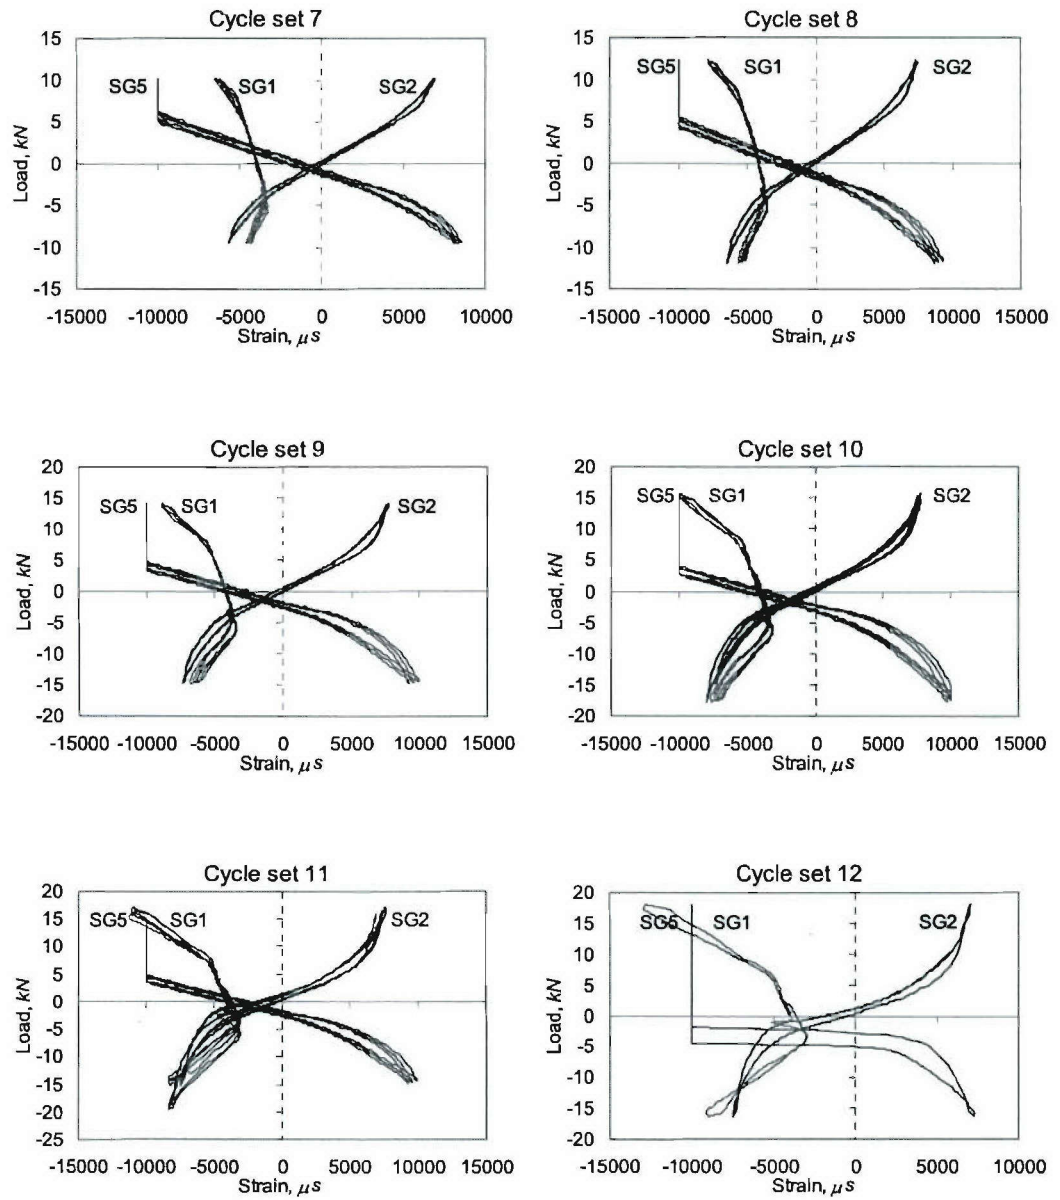 Cycle set 7
Cycle set 8
15
10
5
0
-5
-10
-15
Load, kN
SG5
SG1
SG2
-15000 -10000 -5000 0 5000 10000
Strain, μs
15
10
5
0
-5
-10
-15
Load, kN
SG5
SG1
SG2
-15000 -10000 -5000 0 5000 10000 15000
Strain, μs
Cycle set 9
Cycle set 10
20
15
10
5
0
-5
-10
-15
-20
Load, kN
SG5
SG1
SG2
-15000 -10000 -5000 0 5000 10000 15000
Strain, μs
20
15
10
5
0
-5
-10
-15
-20
Load, kN
SG5
SG1
SG2
-15000 -10000 -5000 0 5000 10000 15000
Strain, μs
Cycle set 11
Cycle set 12
20
15
10
5
0
-5
-10
-15
-20
-25
Load, kN
SG5
SG1
SG2
-15000 -10000 -5000 0 5000 10000 15000
Strain, μs
20
15
10
5
0
-5
-10
-15
-20
Load, kN
SG5
SG1
SG2
-15000 -10000 -5000 0 5000 10000
Strain, μs